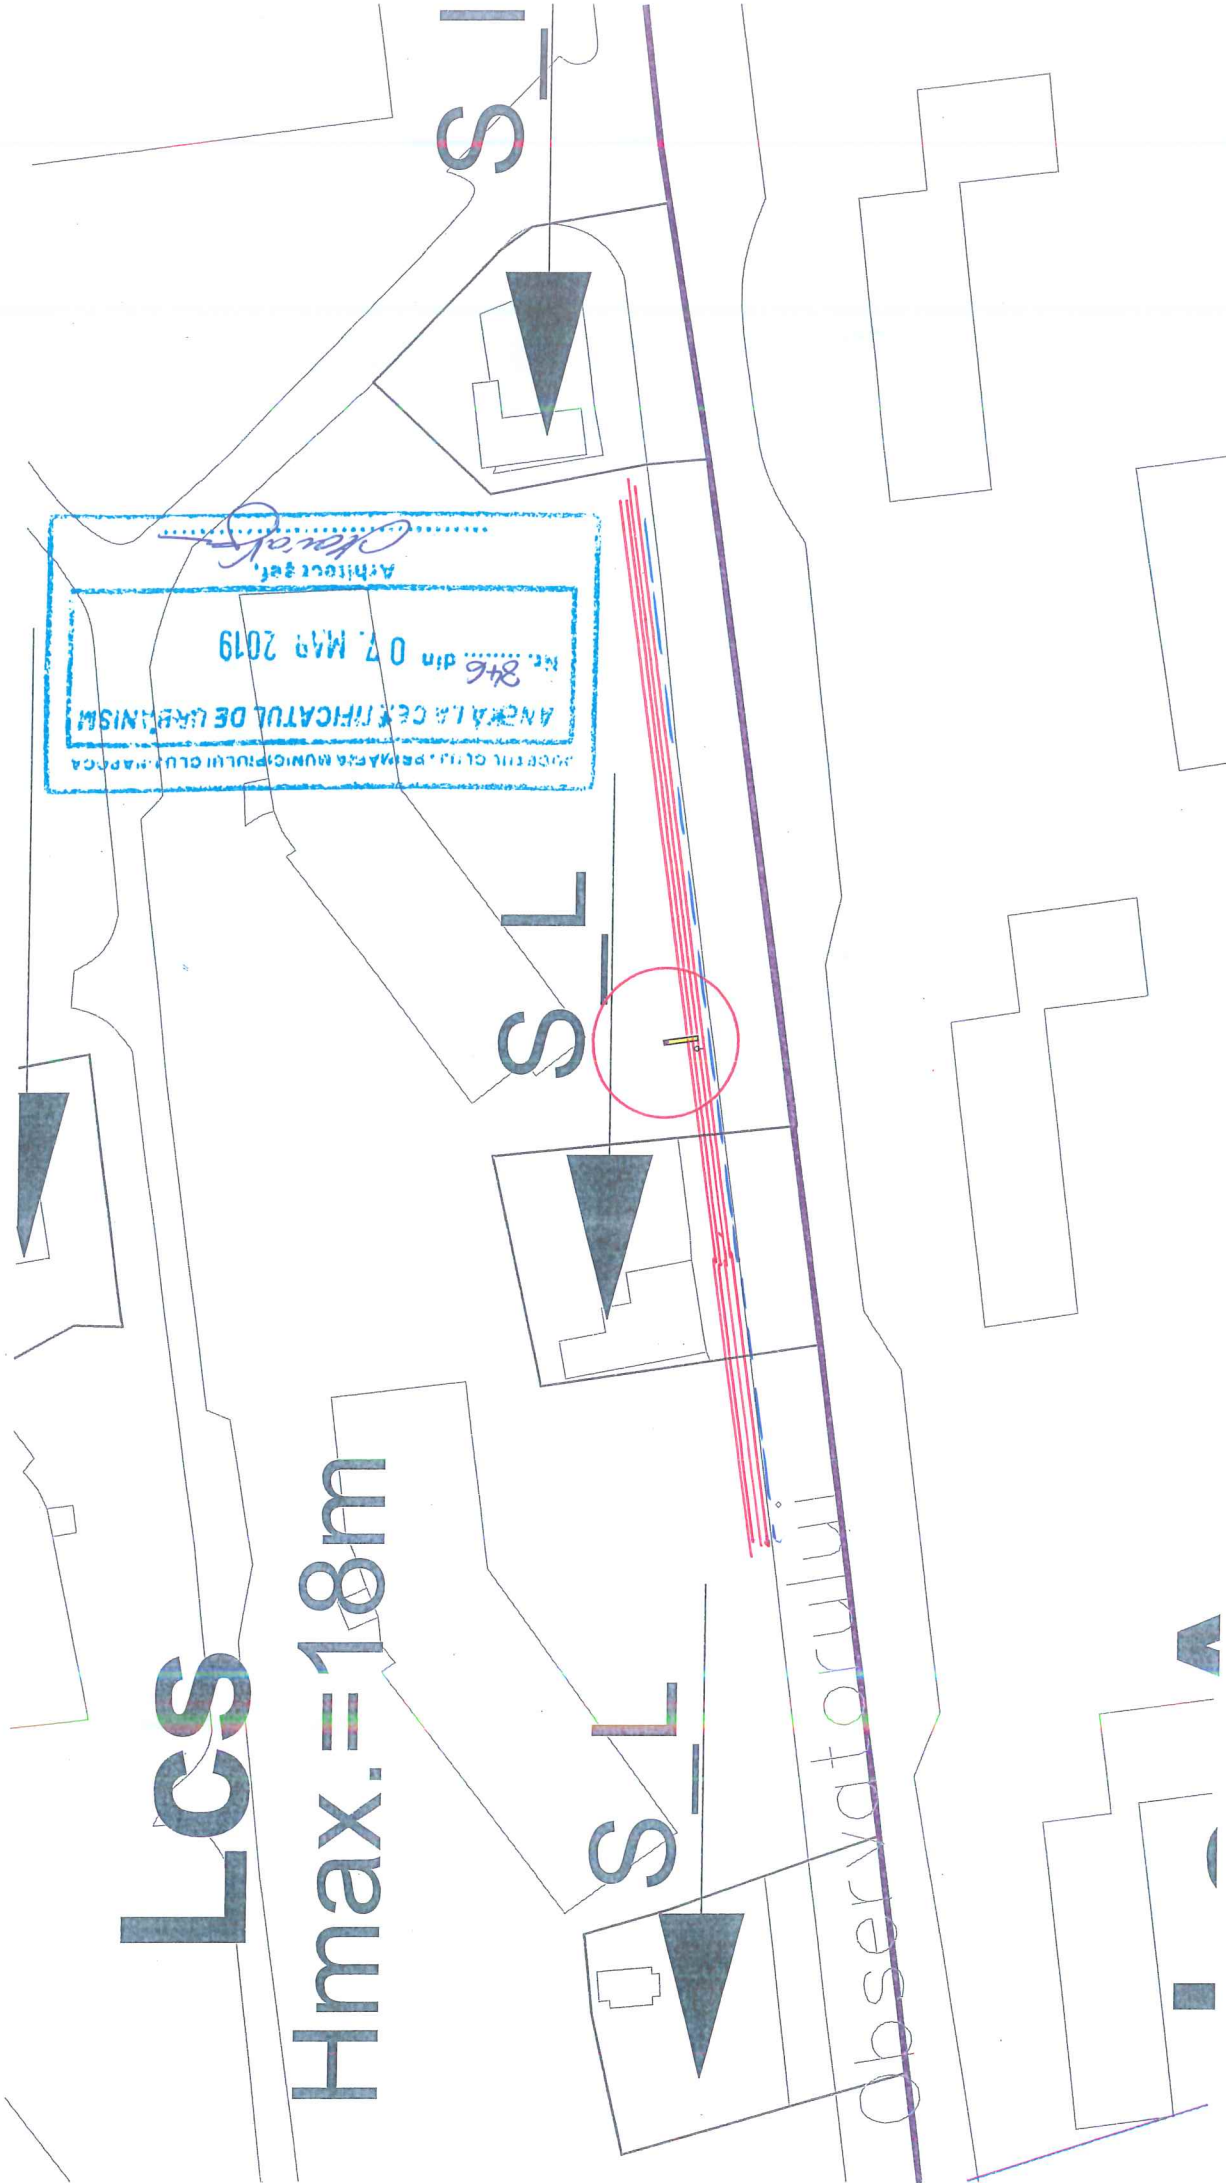 S_L
JUDEȚUL CLUJ. PRIMĂRIA MUNICIPIULUI CLUJ-NAPOCA
ANEXĂ LA CERTIFICATUL DE URBANISM
Nr. 846 din 07. MAR 2019
Arhitect șef,
S_L
Lcs
Hmax.=18m
S_L
Observatorului